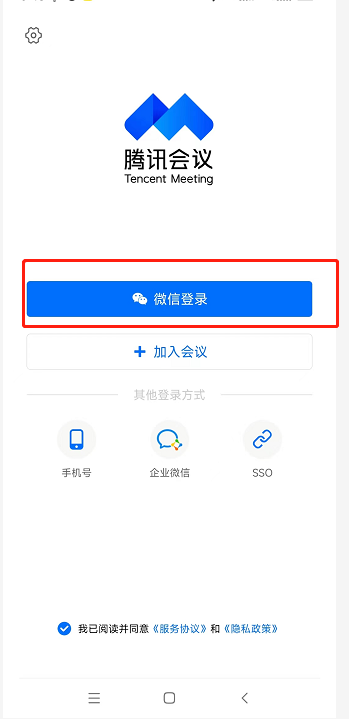 腾讯会议
Tencent Meeting
微信登录
加入会议
其他登录方式
手机号 企业微信 SSO
我已阅读并同意《服务协议》和《隐私政策》